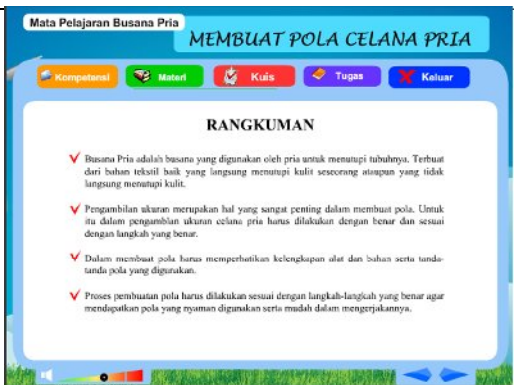 Mata Pelajaran Busana Pria
MEMBUAT POLA CELANA PRIA
Kompetensi
Materi
Kuis
Tugas
Keluar
RANGKUMAN
Busana Pria adalah busana yang digunakan oleh pria untuk menutupi tubuhnya. Terbuat
dari bahan tekstil baik yang langsung menutupi kulit seseorang ataupun yang tidak
langsung menutupi kulit.
Pengambilan ukuran merupakan hal yang sangat penting dalam membuat pola. Untuk
itu dalam pengambilan ukuran celana pria harus dilakukan dengan benar dan sesuai
dengan langkah yang benar.
Dalam membuat pola harus memperhatikan kelengkapan alat dan bahan serta tanda-
tanda pola yang digunakan.
Proses pembuatan pola harus dilakukan sesuai dengan langkah-langkah yang benar agar
mendapatkan pola yang nyaman digunakan serta mudah dalam mengerjakannya.